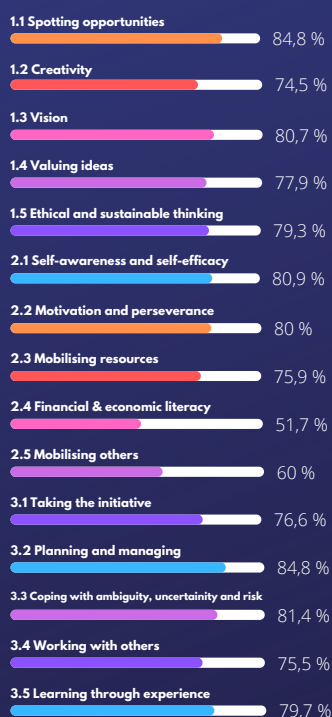 1.1 Spotting opportunities
84,8 %
1.2 Creativity
74,5 %
1.3 Vision
80,7 %
1.4 Valuing ideas
77,9 %
1.5 Ethical and sustainable thinking
79,3 %
2.1 Self-awareness and self-efficacy
80,9 %
2.2 Motivation and perseverance
80 %
2.3 Mobilising resources
75,9 %
2.4 Financial & economic literacy
51,7 %
2.5 Mobilising others
60 %
3.1 Taking the initiative
76,6 %
3.2 Planning and managing
84,8 %
3.3 Coping with ambiguity, uncertainity and risk
81,4 %
3.4 Working with others
75,5 %
3.5 Learning through experience
79,7 %